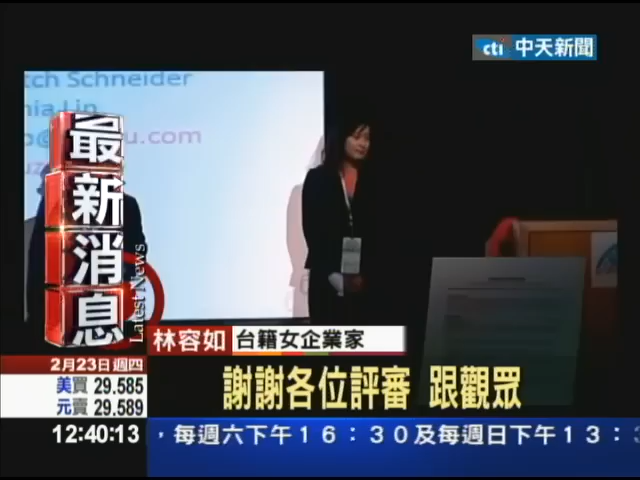 cti 中天新聞
tch Schneider
nia Lin
u.com
最新消息
Latest News
林容如 台籍女企業家
2月23日週四
美買 29.585
元賣 29.589
謝謝各位評審 跟觀眾
12:40:13
，每週六下午１６：３０及每週日下午１３：３